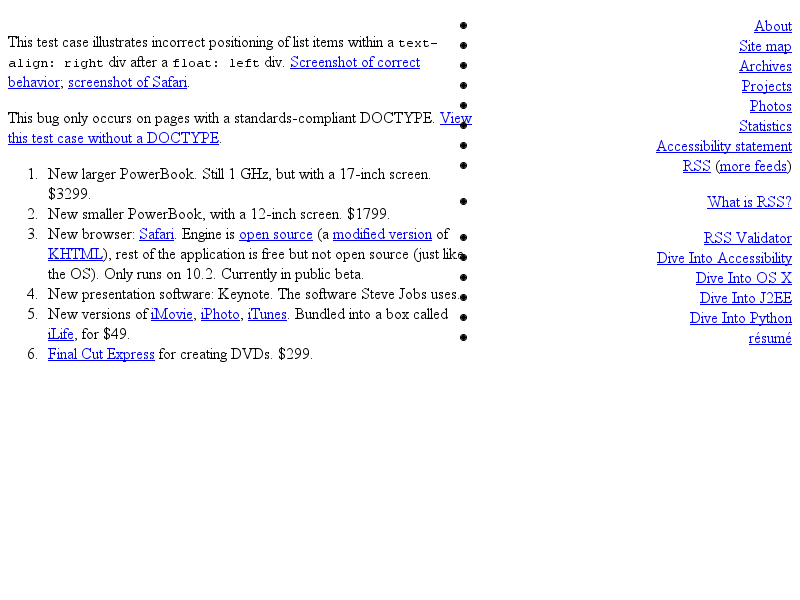 This test case illustrates incorrect positioning of list items within a text-
align: right div after a float: left div. Screenshot of correct
behavior; screenshot of Safari.
This bug only occurs on pages with a standards-compliant DOCTYPE. View
this test case without a DOCTYPE.
1. New larger PowerBook. Still 1 GHz, but with a 17-inch screen.
$3299.
2. New smaller PowerBook, with a 12-inch screen. $1799.
3. New browser: Safari. Engine is open source (a modified version of
KHTML), rest of the application is free but not open source (just like
the OS). Only runs on 10.2. Currently in public beta.
4. New presentation software: Keynote. The software Steve Jobs uses.
5. New versions of iMovie, iPhoto, iTunes. Bundled into a box called
iLife, for $49.
6. Final Cut Express for creating DVDs. $299.
About
Site map
Archives
Projects
Photos
Statistics
Accessibility statement
RSS (more feeds)
What is RSS?
RSS Validator
Dive Into Accessibility
Dive Into OS X
Dive Into J2EE
Dive Into Python
résumé